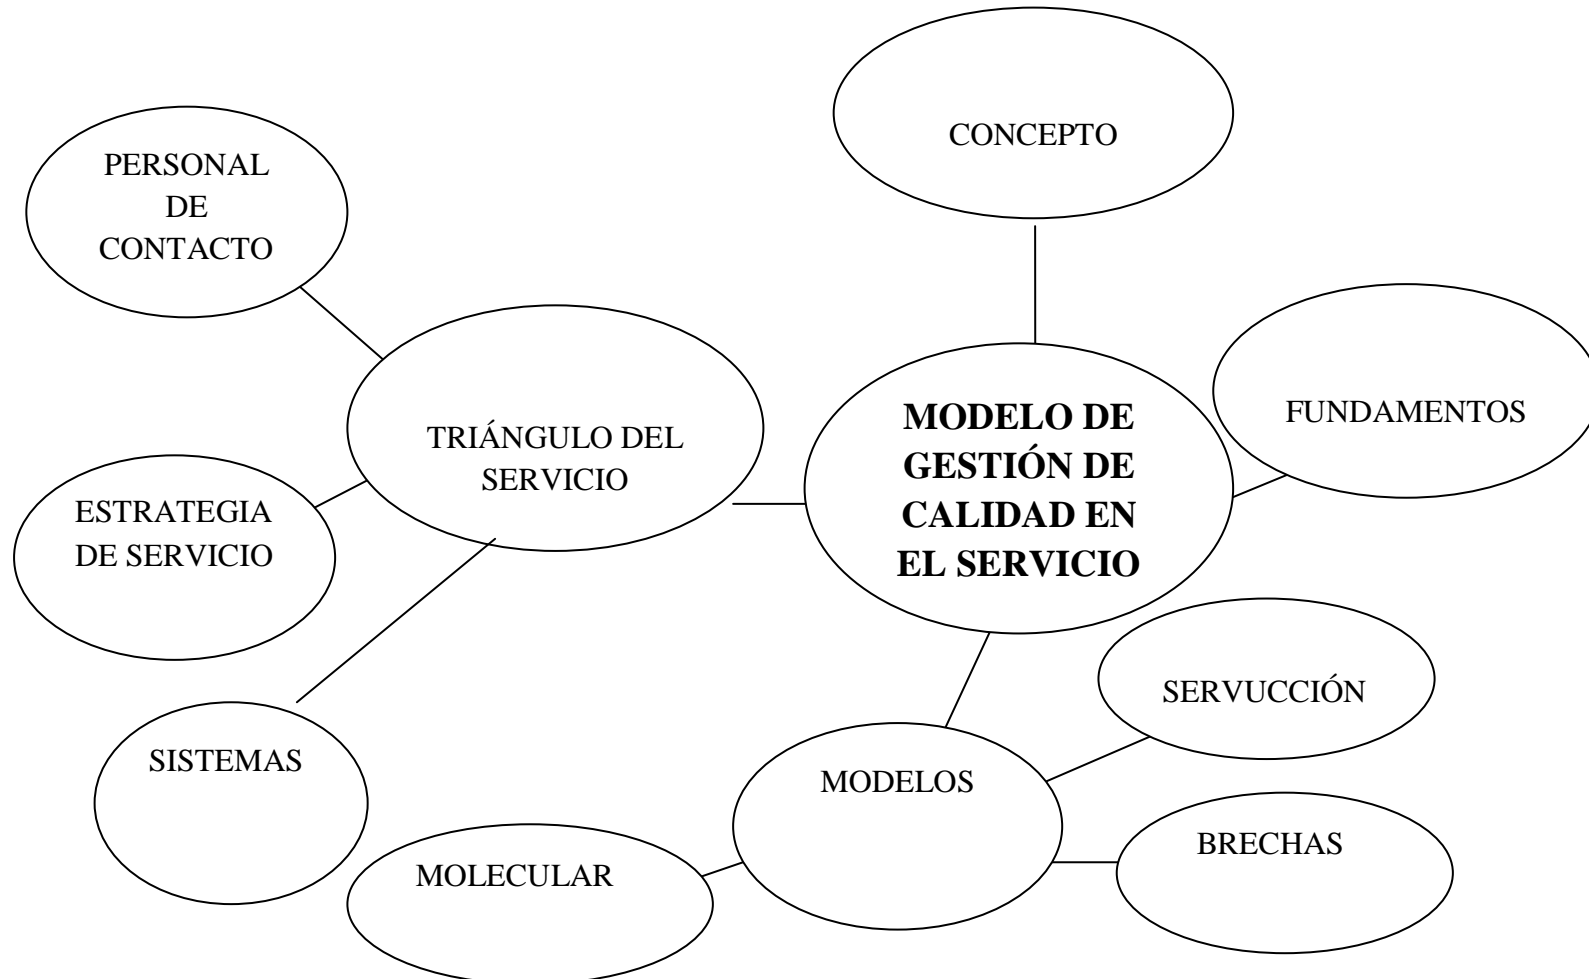 CONCEPTO
PERSONAL
DE
CONTACTO
FUNDAMENTOS
MODELO DE
GESTIÓN DE
CALIDAD EN
EL SERVICIO
TRIÁNGULO DEL
SERVICIO
ESTRATEGIA
DE SERVICIO
SERVUCCIÓN
SISTEMAS
MODELOS
BRECHAS
MOLECULAR